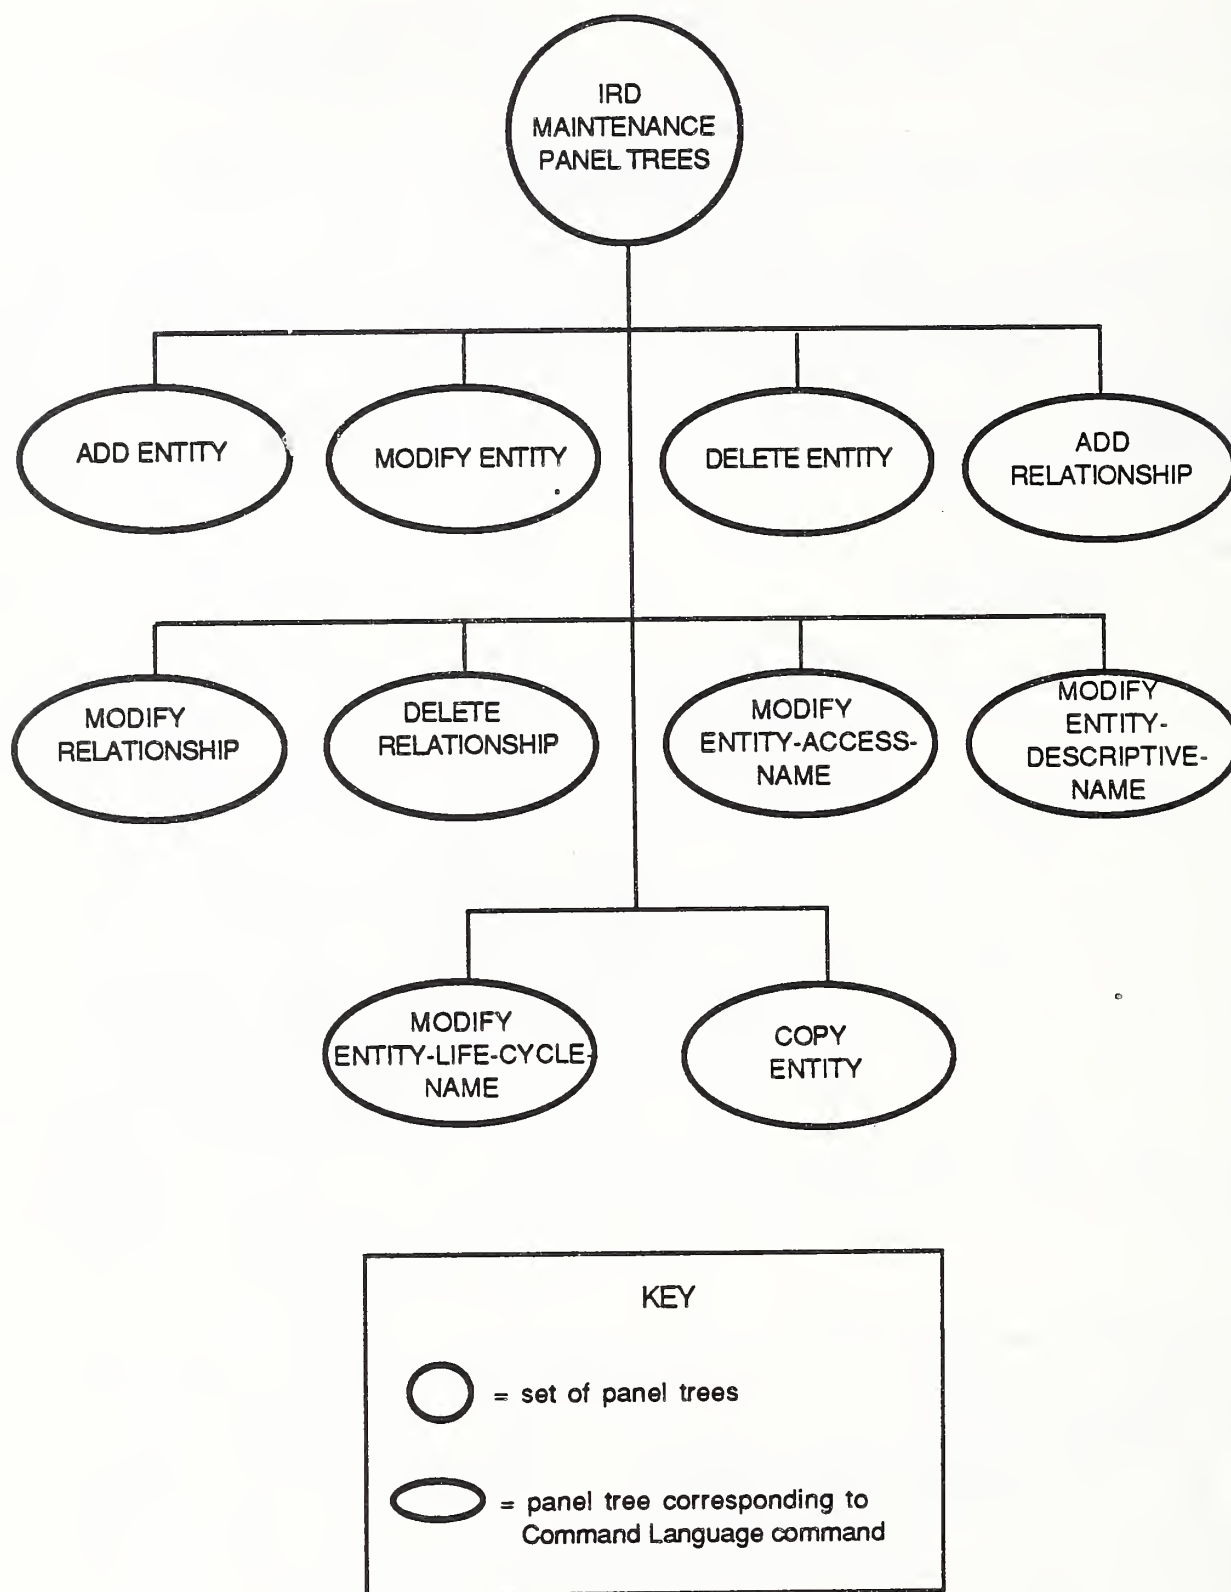 IRD
MAINTENANCE
PANEL TREES
ADD ENTITY
MODIFY ENTITY
DELETE ENTITY
ADD
RELATIONSHIP
MODIFY
RELATIONSHIP
DELETE
RELATIONSHIP
MODIFY
ENTITY-ACCESS-
NAME
MODIFY
ENTITY-
DESCRIPTIVE-
NAME
MODIFY
ENTITY-LIFE-CYCLE-
NAME
COPY
ENTITY
KEY
= set of panel trees
= panel tree corresponding to
Command Language command